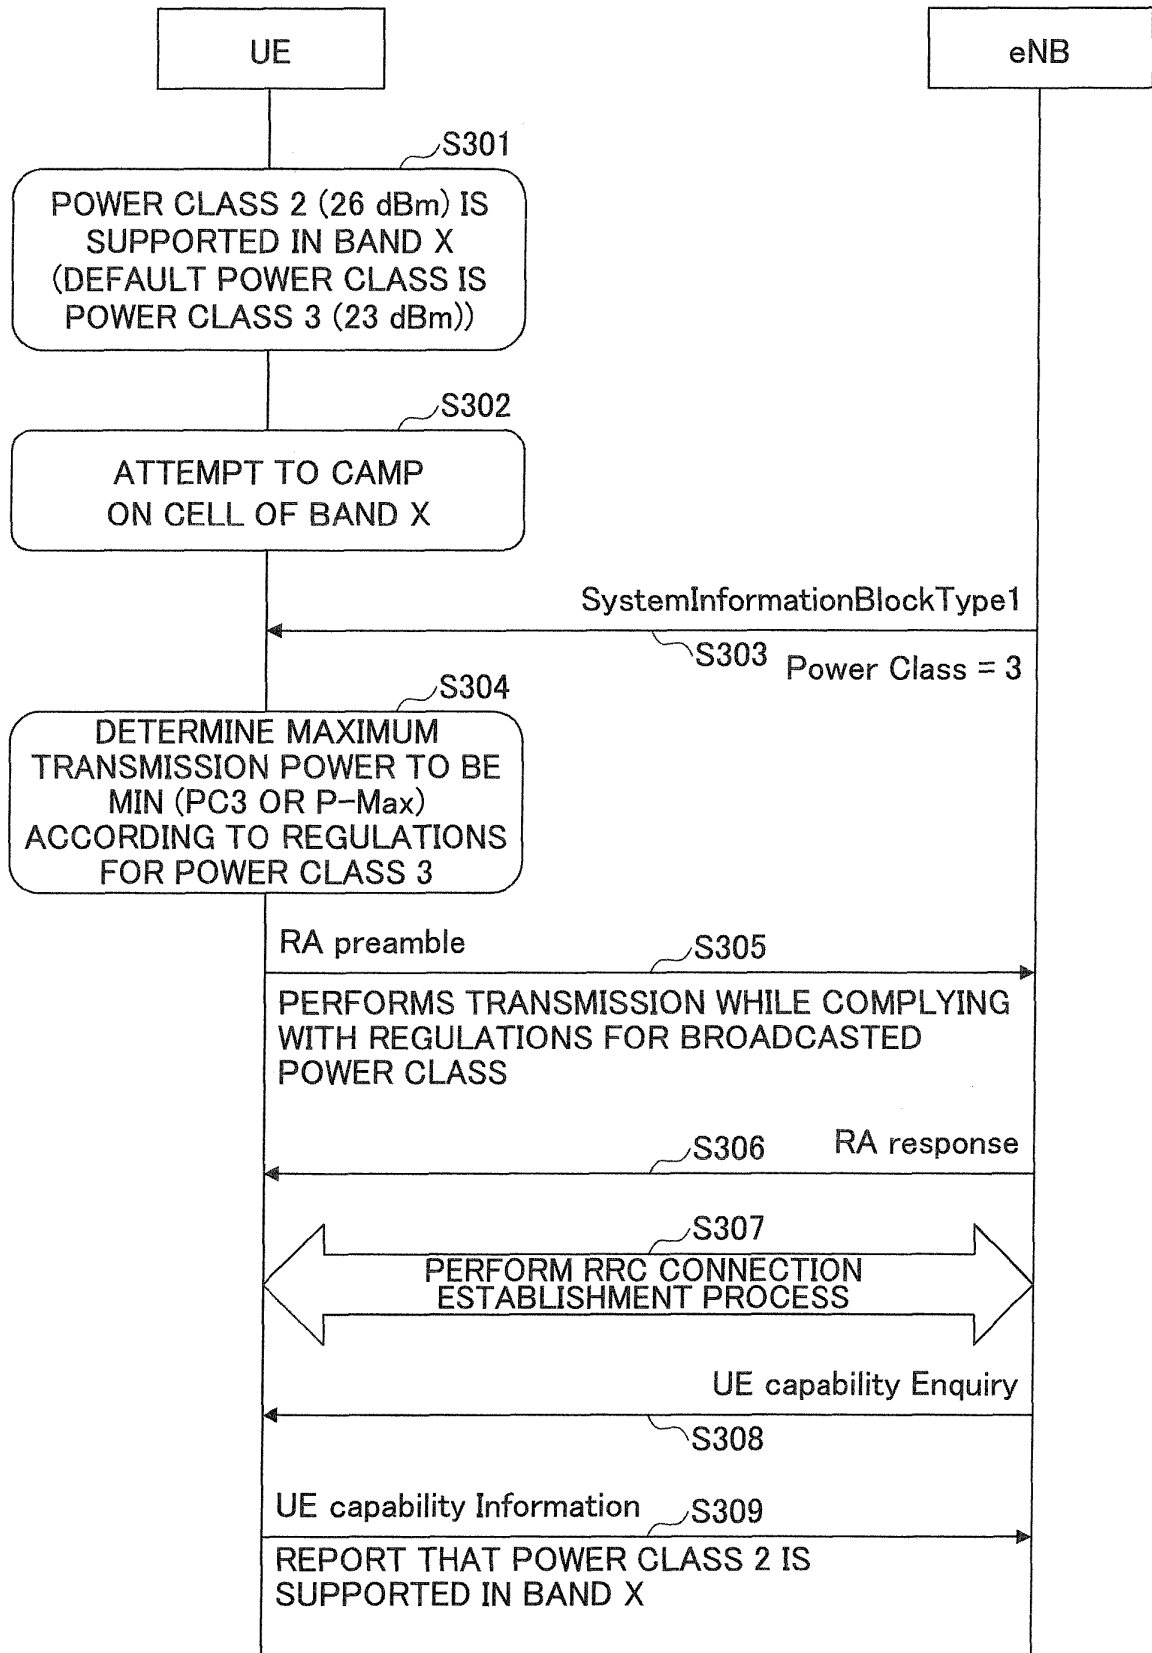 UE
eNB
S301
POWER CLASS 2 (26 dBm) IS
SUPPORTED IN BAND X
(DEFAULT POWER CLASS IS
POWER CLASS 3 (23 dBm))
S302
ATTEMPT TO CAMP
ON CELL OF BAND X
SystemInformationBlockType1
S303
Power Class = 3
S304
DETERMINE MAXIMUM
TRANSMISSION POWER TO BE
MIN (PC3 OR P-Max)
ACCORDING TO REGULATIONS
FOR POWER CLASS 3
RA preamble
S305
PERFORMS TRANSMISSION WHILE COMPLYING
WITH REGULATIONS FOR BROADCASTED
POWER CLASS
RA response
S306
S307
PERFORM RRC CONNECTION
ESTABLISHMENT PROCESS
UE capability Enquiry
S308
UE capability Information
S309
REPORT THAT POWER CLASS 2 IS
SUPPORTED IN BAND X